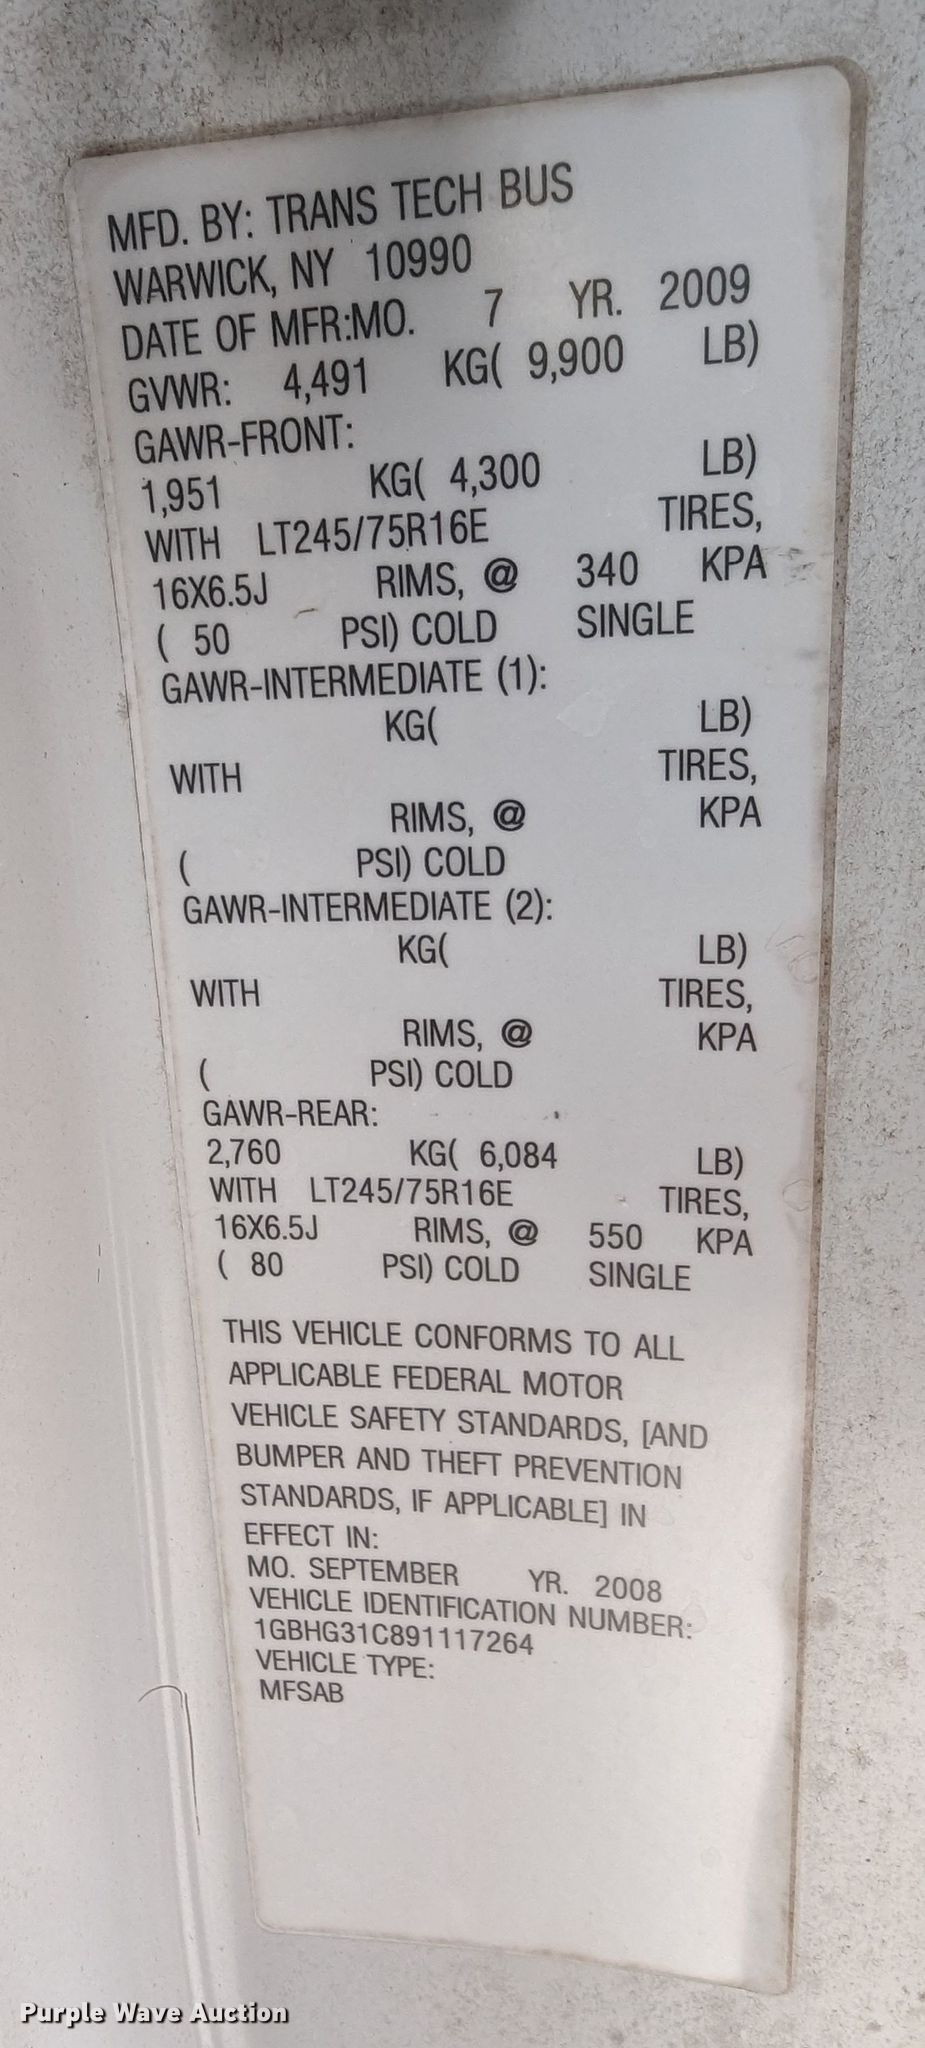 MFD. BY: TRANS TECH BUS
WARWICK, NY 10990
DATE OF MFR:MO. 7 YR. 2009
GVWR: 4,491 KG( 9,900 LB)
GAWR-FRONT:
1,951 KG( 4,300 LB)
WITH LT245/75R16E TIRES,
16X6.5J RIMS, @ 340 KPA
( 50 PSI) COLD SINGLE
GAWR-INTERMEDIATE (1):
KG( LB)
WITH TIRES,
RIMS, @ KPA
( PSI) COLD
GAWR-INTERMEDIATE (2):
KG( LB)
WITH TIRES,
RIMS, @ KPA
( PSI) COLD
GAWR-REAR:
2,760 KG( 6,084 LB)
WITH LT245/75R16E TIRES,
16X6.5J RIMS, @ 550 KPA
( 80 PSI) COLD SINGLE
THIS VEHICLE CONFORMS TO ALL
APPLICABLE FEDERAL MOTOR
VEHICLE SAFETY STANDARDS, [AND
BUMPER AND THEFT PREVENTION
STANDARDS, IF APPLICABLE] IN
EFFECT IN:
MO. SEPTEMBER YR. 2008
VEHICLE IDENTIFICATION NUMBER:
1GBHG31C891117264
VEHICLE TYPE:
MFSAB
Purple Wave Auction